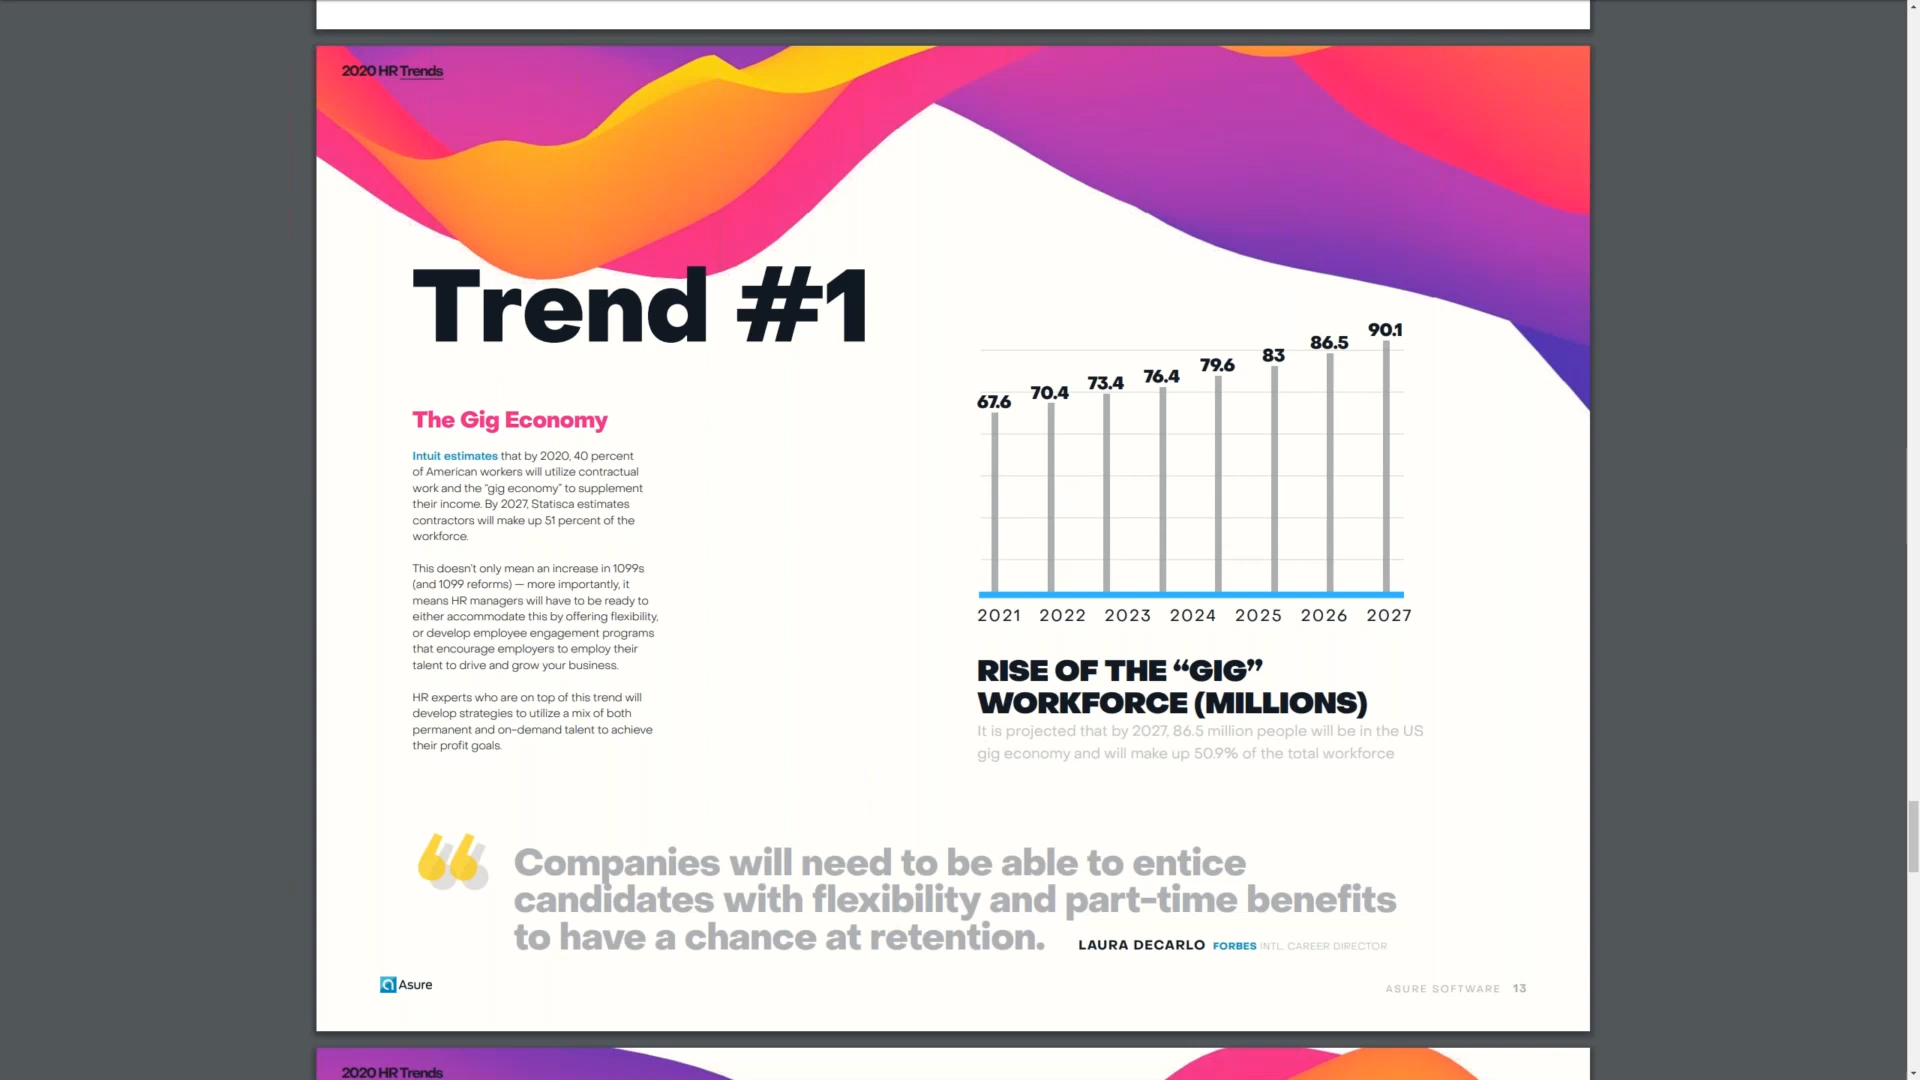 2020 HR Trends
Trend #1
The Gig Economy
Intuit estimates that by 2020, 40 percent
of American workers will utilize contractual
work and the “gig economy” to supplement
their income. By 2027, Statisca estimates
contractors will make up 51 percent of the
workforce.
This doesn’t only mean an increase in 1099s
(and 1099 reforms) — more importantly, it
means HR managers will have to be ready to
either accommodate this by offering flexibility,
or develop employee engagement programs
that encourage employers to employ their
talent to drive and grow your business.
HR experts who are on top of this trend will
develop strategies to utilize a mix of both
permanent and on-demand talent to achieve
their profit goals.
67.6 70.4 73.4 76.4 79.6 83 86.5 90.1
2021 2022 2023 2024 2025 2026 2027
RISE OF THE “GIG”
WORKFORCE (MILLIONS)
It is projected that by 2027, 86.5 million people will be in the US
gig economy and will make up 50.9% of the total workforce
“
Companies will need to be able to entice
candidates with flexibility and part-time benefits
to have a chance at retention.
LAURA DECARLO FORBES INTL. CAREER DIRECTOR
Asure
ASURE SOFTWARE 13
2020 HR Trends